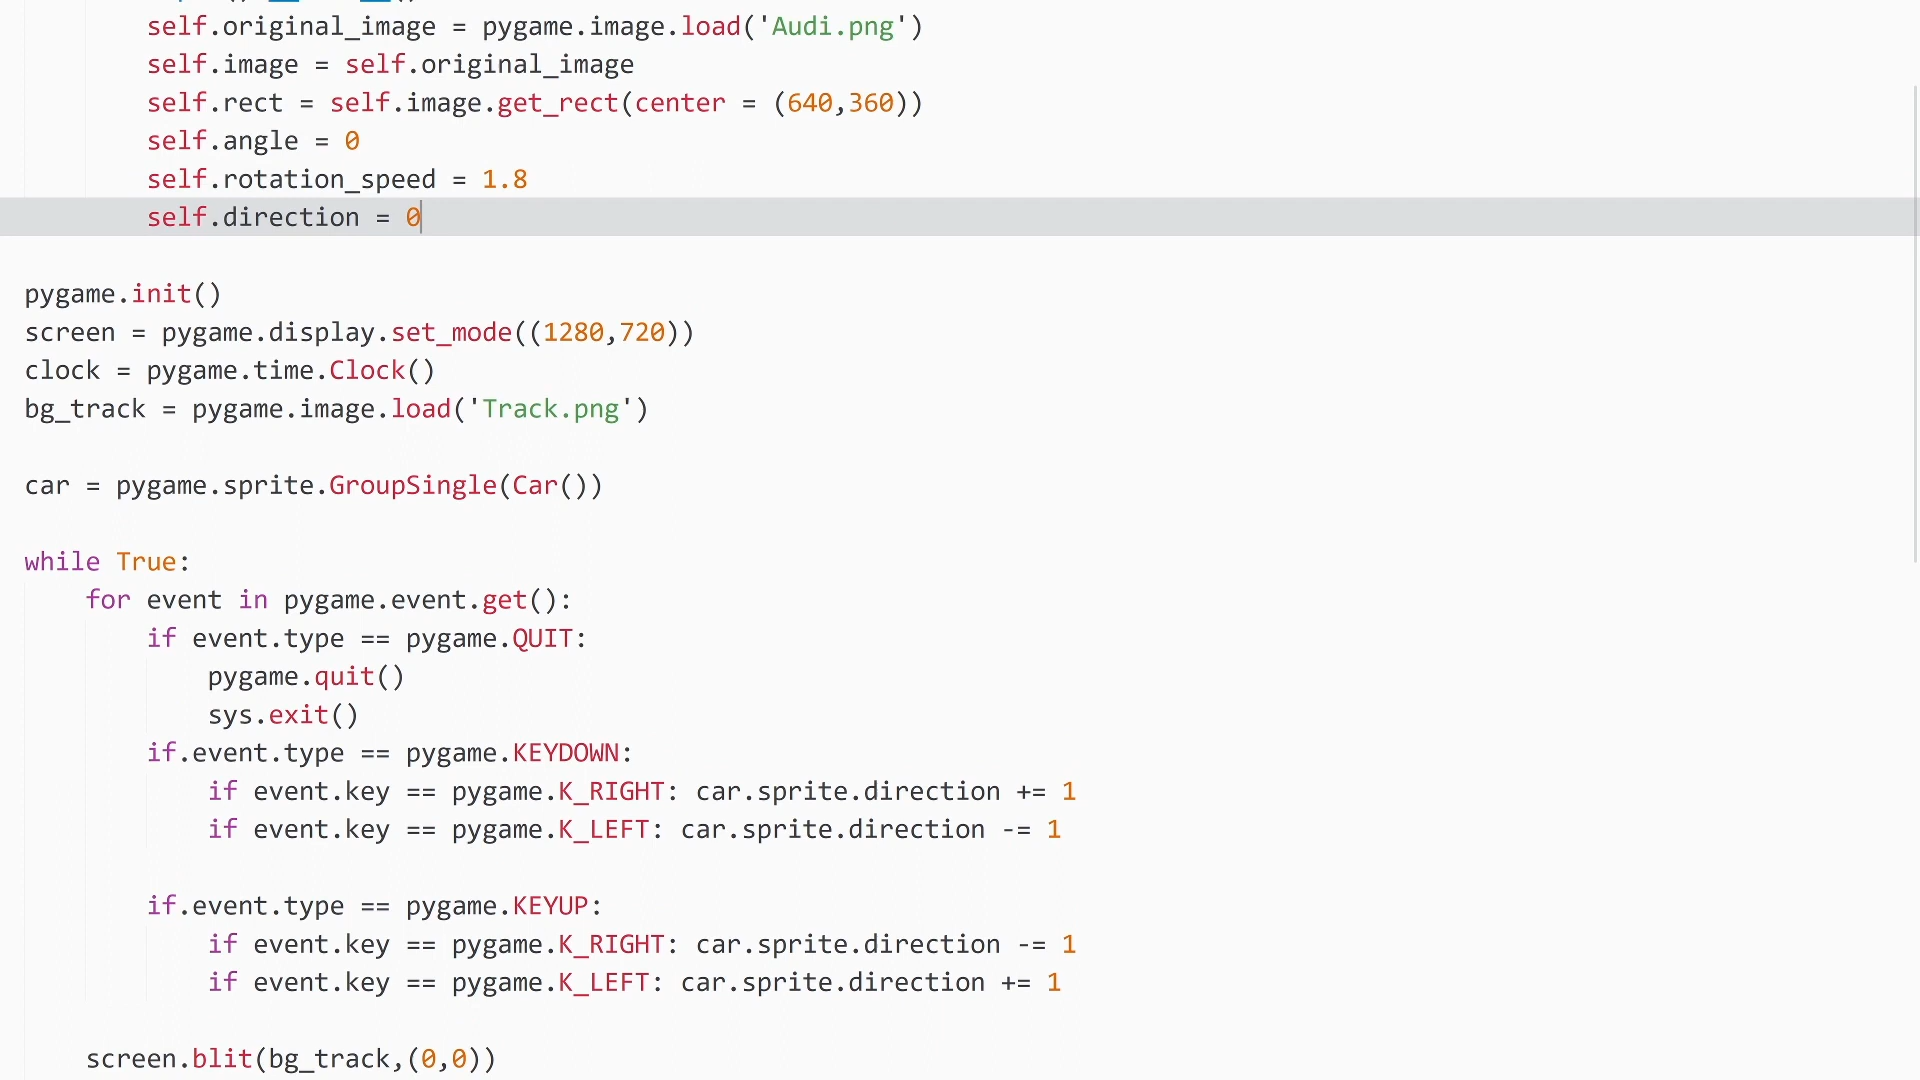 self.original_image = pygame.image.load('Audi.png')
self.image = self.original_image
self.rect = self.image.get_rect(center = (640,360))
self.angle = 0
self.rotation_speed = 1.8
self.direction = 0
pygame.init()
screen = pygame.display.set_mode((1280,720))
clock = pygame.time.Clock()
bg_track = pygame.image.load('Track.png')
car = pygame.sprite.GroupSingle(Car())
while True:
for event in pygame.event.get():
if event.type == pygame.QUIT:
pygame.quit()
sys.exit()
if.event.type == pygame.KEYDOWN:
if event.key == pygame.K_RIGHT: car.sprite.direction += 1
if event.key == pygame.K_LEFT: car.sprite.direction -= 1
if.event.type == pygame.KEYUP:
if event.key == pygame.K_RIGHT: car.sprite.direction -= 1
if event.key == pygame.K_LEFT: car.sprite.direction += 1
screen.blit(bg_track,(0,0))